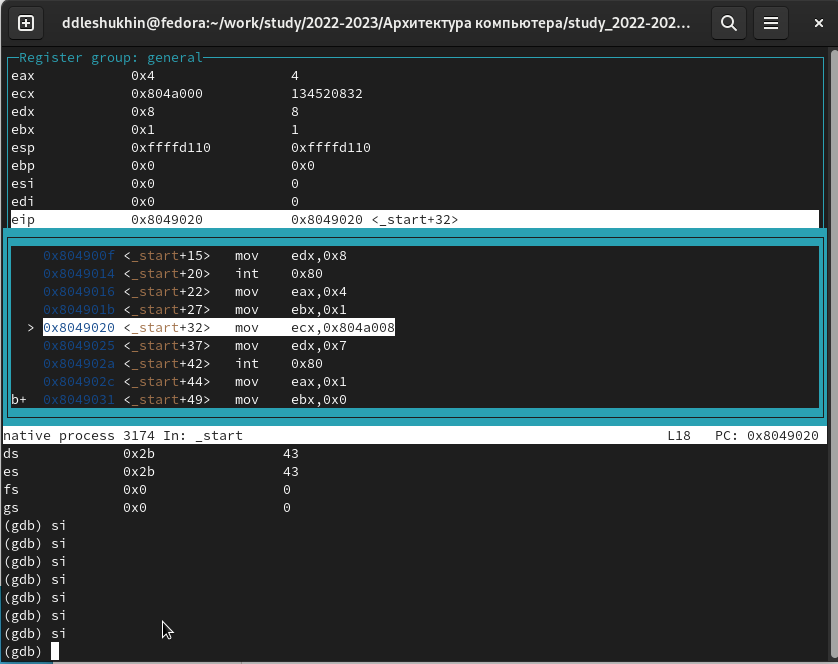 ddleshukhin@fedora:~/work/study/2022-2023/Архитектура компьютера/study_2022-202...
Register group: general
eax 0x4 4
ecx 0x804a000 134520832
edx 0x8 8
ebx 0x1 1
esp 0xffffd110 0xffffd110
ebp 0x0 0x0
esi 0x0 0
edi 0x0 0
eip 0x8049020 0x8049020 <_start+32>
0x804900f <_start+15> mov edx,0x8
0x8049014 <_start+20> int 0x80
0x8049016 <_start+22> mov eax,0x4
0x804901b <_start+27> mov ebx,0x1
> 0x8049020 <_start+32> mov ecx,0x804a008
0x8049025 <_start+37> mov edx,0x7
0x804902a <_start+42> int 0x80
0x804902c <_start+44> mov eax,0x1
b+ 0x8049031 <_start+49> mov ebx,0x0
native process 3174 In: _start L18 PC: 0x8049020
ds 0x2b 43
es 0x2b 43
fs 0x0 0
gs 0x0 0
(gdb) si
(gdb) si
(gdb) si
(gdb) si
(gdb) si
(gdb) si
(gdb) si
(gdb)